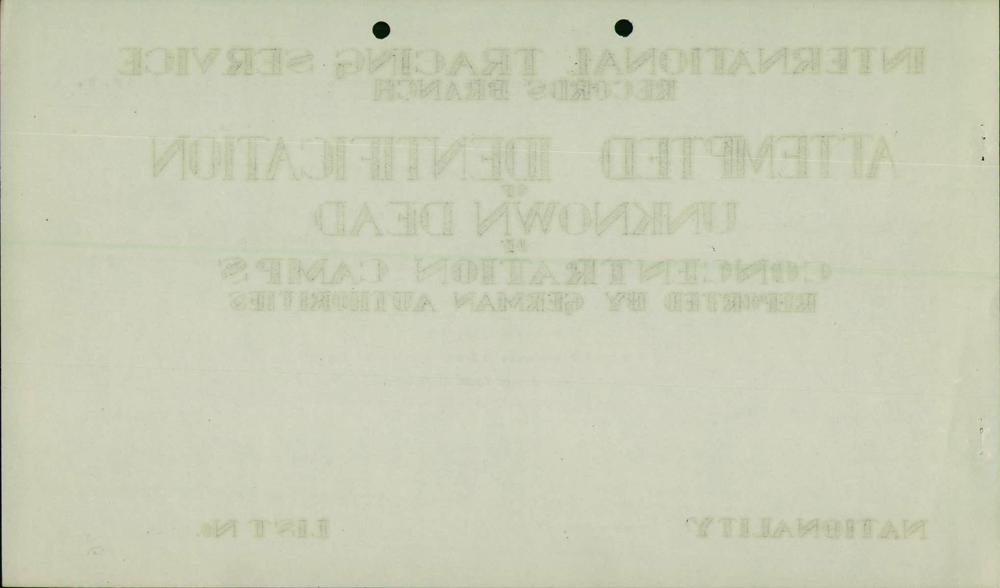 INTERNATIONAL TRACING SERVICE
RECORDS BRANCH
ATTEMPTED IDENTIFICATION
OF
UNKNOWN DEAD
OF
CONCENTRATION CAMPS
REPORTED BY GERMAN AUTHORITIES
NATIONALITY LIST No.